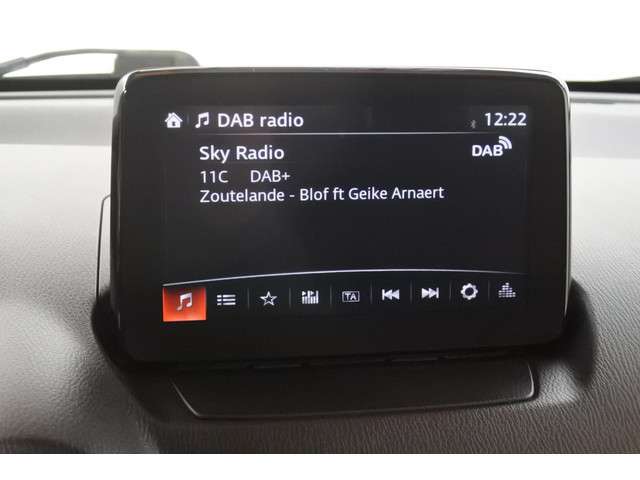 DAB radio 12:22
Sky Radio DAB
11C DAB+
Zoutelande - Blof ft Geike Arnaert
TA